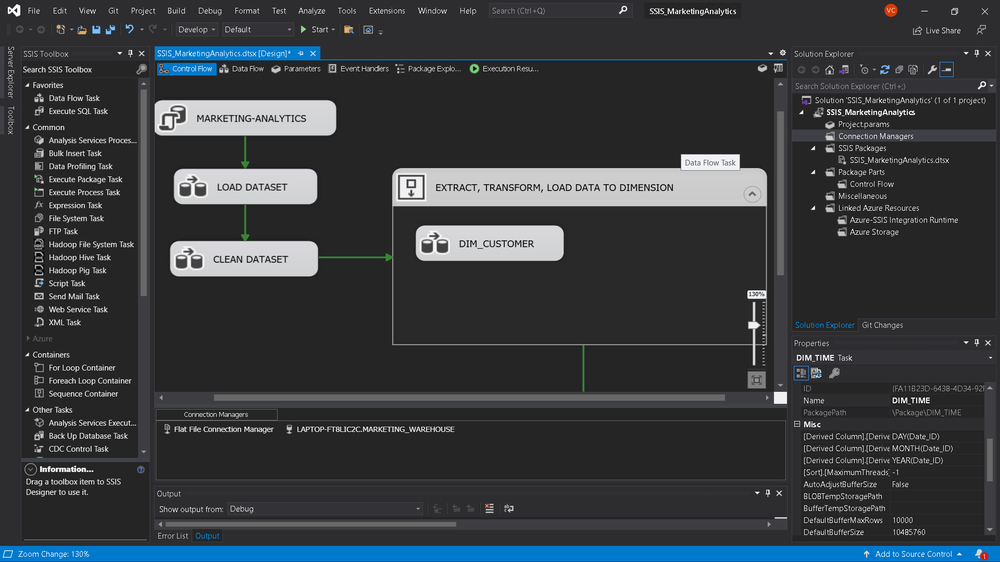 File Edit View Git Project Build Debug Format Test Analyze Tools Extensions Window Help Search (Ctrl+Q) SSIS_MarketingAnalytics VC
Develop Default Start Live Share
Server Explorer
Toolbox
SSIS Toolbox
Search SSIS Toolbox
Favorites
Data Flow Task
Execute SQL Task
Common
Analysis Services Proces...
Bulk Insert Task
Data Profiling Task
Execute Package Task
Execute Process Task
Expression Task
File System Task
FTP Task
Hadoop File System Task
Hadoop Hive Task
Hadoop Pig Task
Script Task
Send Mail Task
Web Service Task
XML Task
Azure
Containers
For Loop Container
Foreach Loop Container
Sequence Container
Other Tasks
Analysis Services Execut...
Back Up Database Task
CDC Control Task
Information...
Drag a toolbox item to SSIS
Designer to use it.
SSIS_MarketingAnalytics.dtsx [Design]*
Control Flow Data Flow Parameters Event Handlers Package Explo... Execution Resu...
MARKETING-ANALYTICS
LOAD DATASET
CLEAN DATASET
Data Flow Task
EXTRACT, TRANSFORM, LOAD DATA TO DIMENSION
DIM_CUSTOMER
130%
Connection Managers
Flat File Connection Manager LAPTOP-FT8LIC2C.MARKETING_WAREHOUSE
Output
Show output from: Debug
Error List Output
Solution Explorer
Search Solution Explorer (Ctrl+;)
Solution 'SSIS_MarketingAnalytics' (1 of 1 project)
SSIS_MarketingAnalytics
Project.params
Connection Managers
SSIS Packages
SSIS_MarketingAnalytics.dtsx
Package Parts
Control Flow
Miscellaneous
Linked Azure Resources
Azure-SSIS Integration Runtime
Azure Storage
Solution Explorer Git Changes
Properties
DIM_TIME Task
ID {FA11B23D-6438-4D34-92F
Name DIM_TIME
PackagePath \Package\DIM_TIME
Misc
[Derived Column].[Derive DAY(Date_ID)
[Derived Column].[Derive MONTH(Date_ID)
[Derived Column].[Derive YEAR(Date_ID)
[Sort].[MaximumThreads] -1
AutoAdjustBufferSize False
BLOBTempStoragePath
BufferTempStoragePath
DefaultBufferMaxRows 10000
DefaultBufferSize 10485760
Zoom Change: 130% Add to Source Control 1